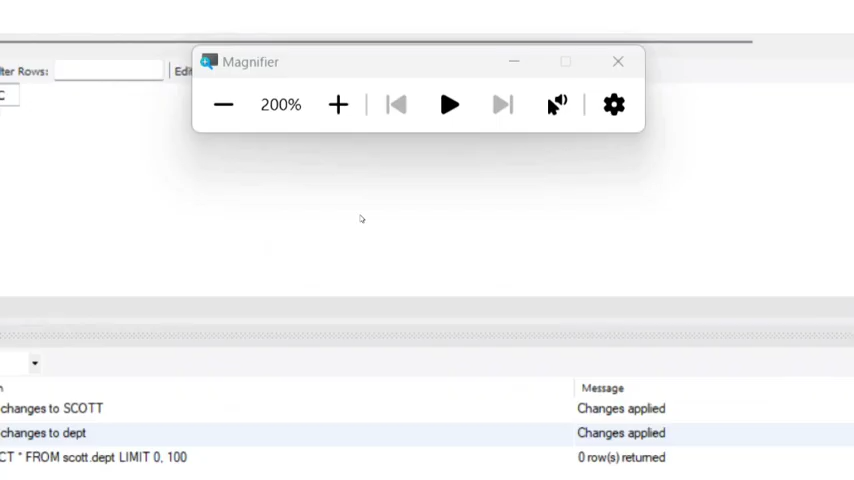 Magnifier
lter Rows:
Edi
200%
C
n
Message
changes to SCOTT
Changes applied
changes to dept
Changes applied
CT * FROM scott.dept LIMIT 0, 100
0 row(s) returned